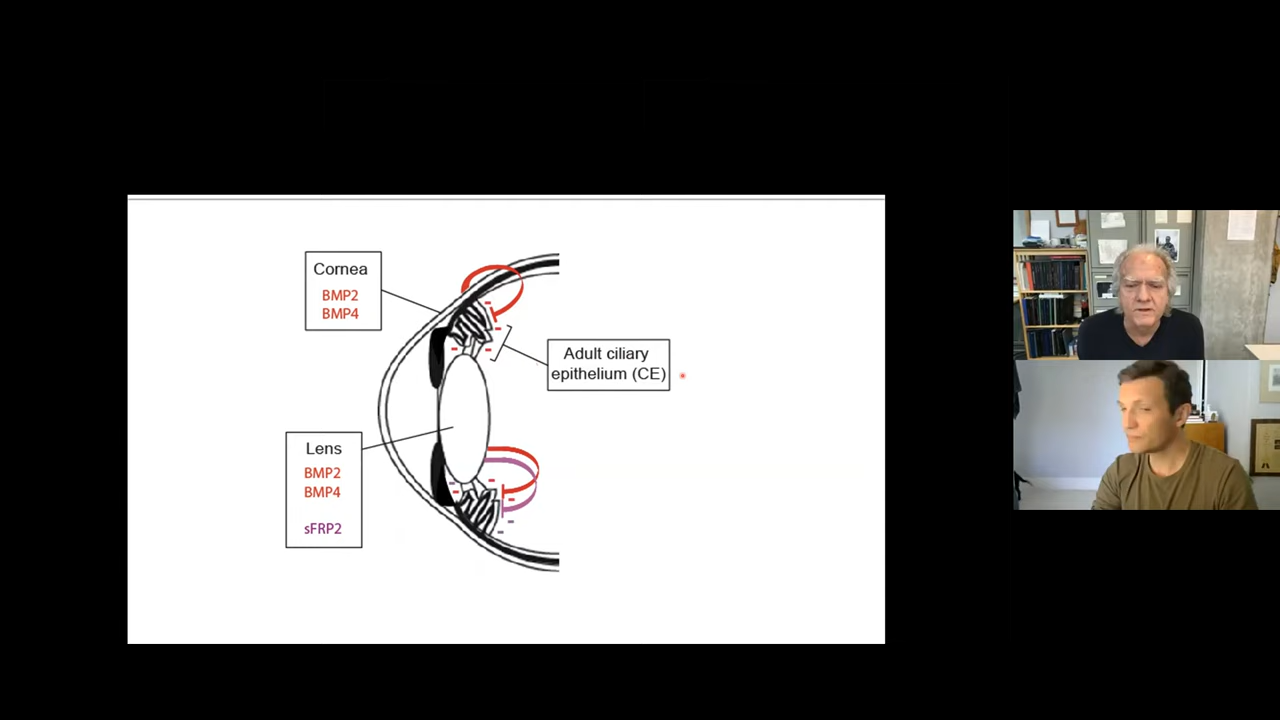 Cornea
BMP2
BMP4
Adult ciliary
epithelium (CE)
Lens
BMP2
BMP4
sFRP2